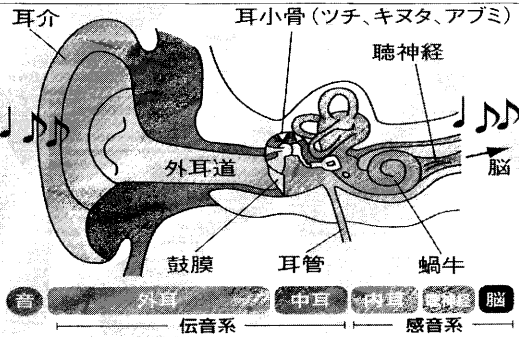 耳介
耳小骨(ツチ、キヌタ、アブミ)
聴神経
外耳道
脳
鼓膜
耳管
蝸牛
音 外耳 中耳 内耳 聴神経 脳
伝音系 感音系